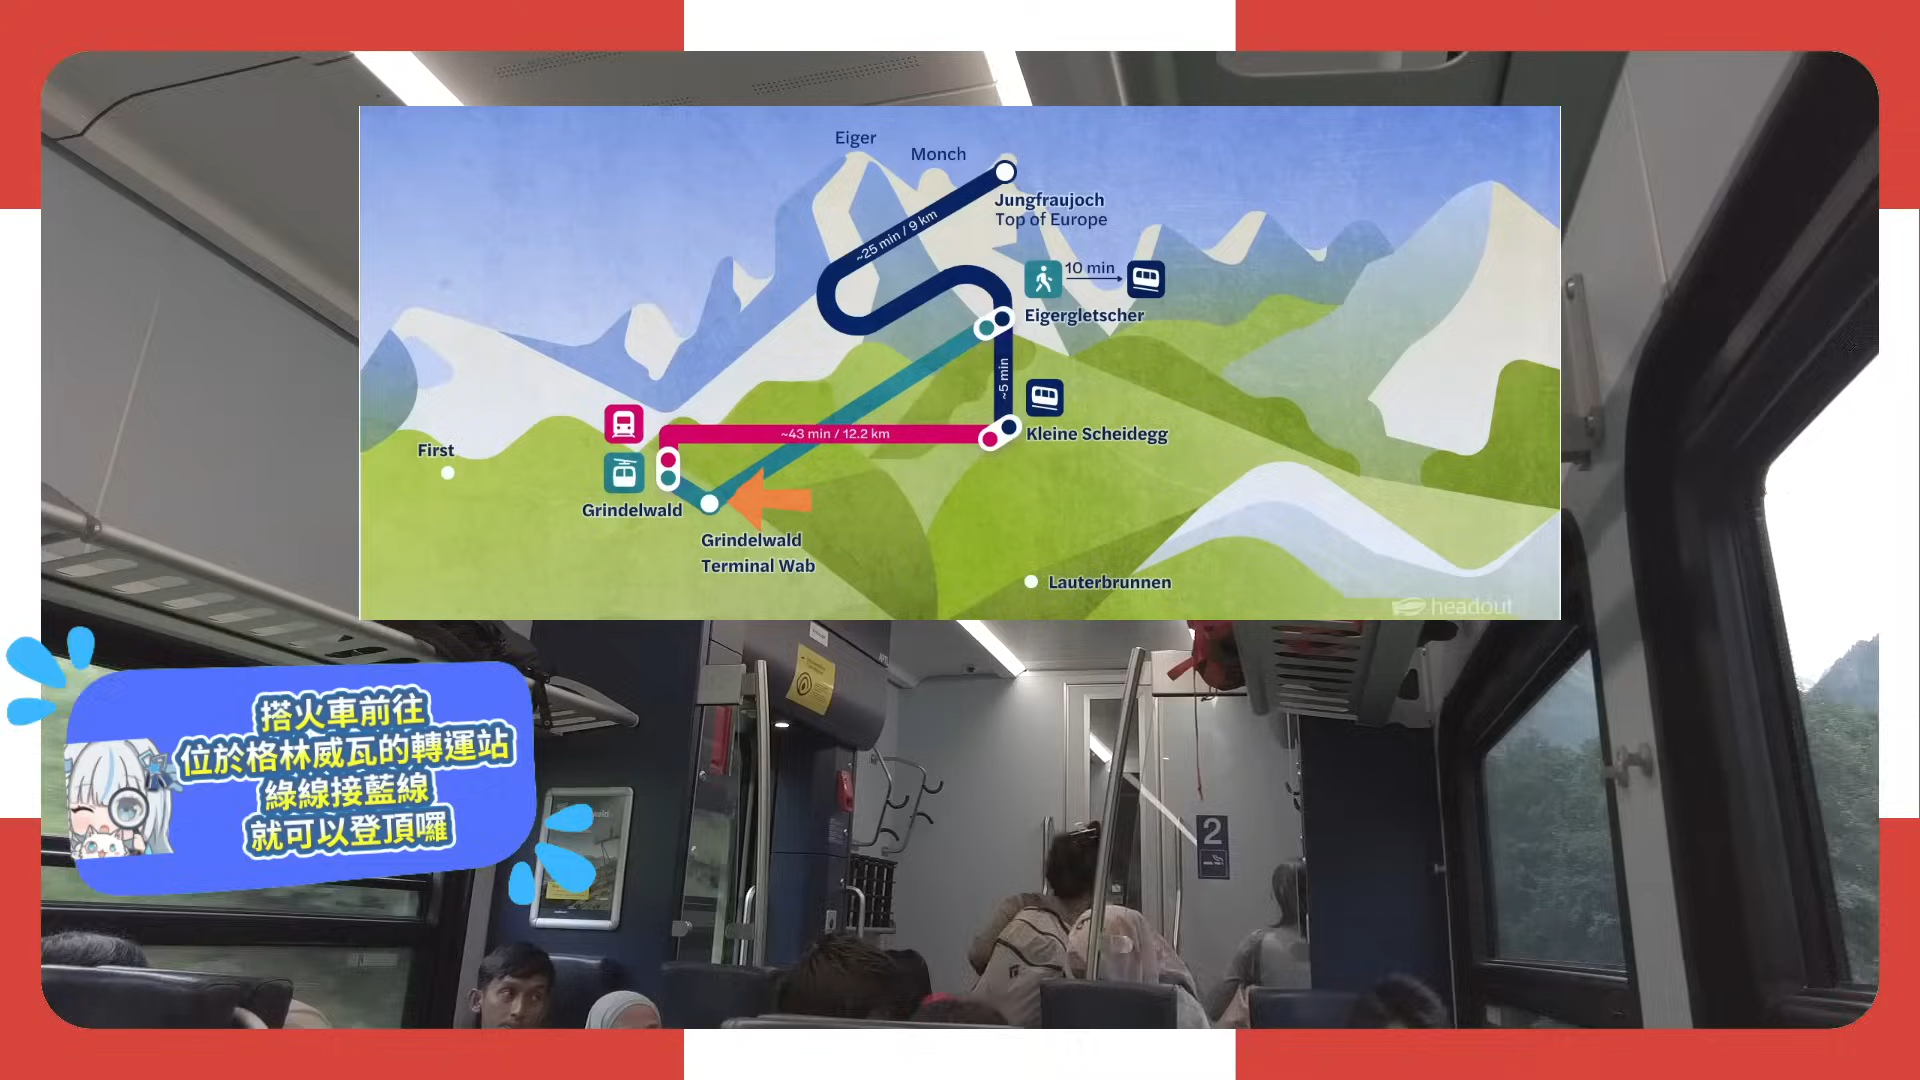 Eiger
Monch
Jungfraujoch
Top of Europe
~25 min / 9 km
10 min
Eigergletscher
~5 min
~43 min / 12.2 km
Kleine Scheidegg
First
Grindelwald
Grindelwald
Terminal Wab
Lauterbrunnen
headout
搭火車前往
位於格林威瓦的轉運站
綠線接藍線
就可以登頂囉
2